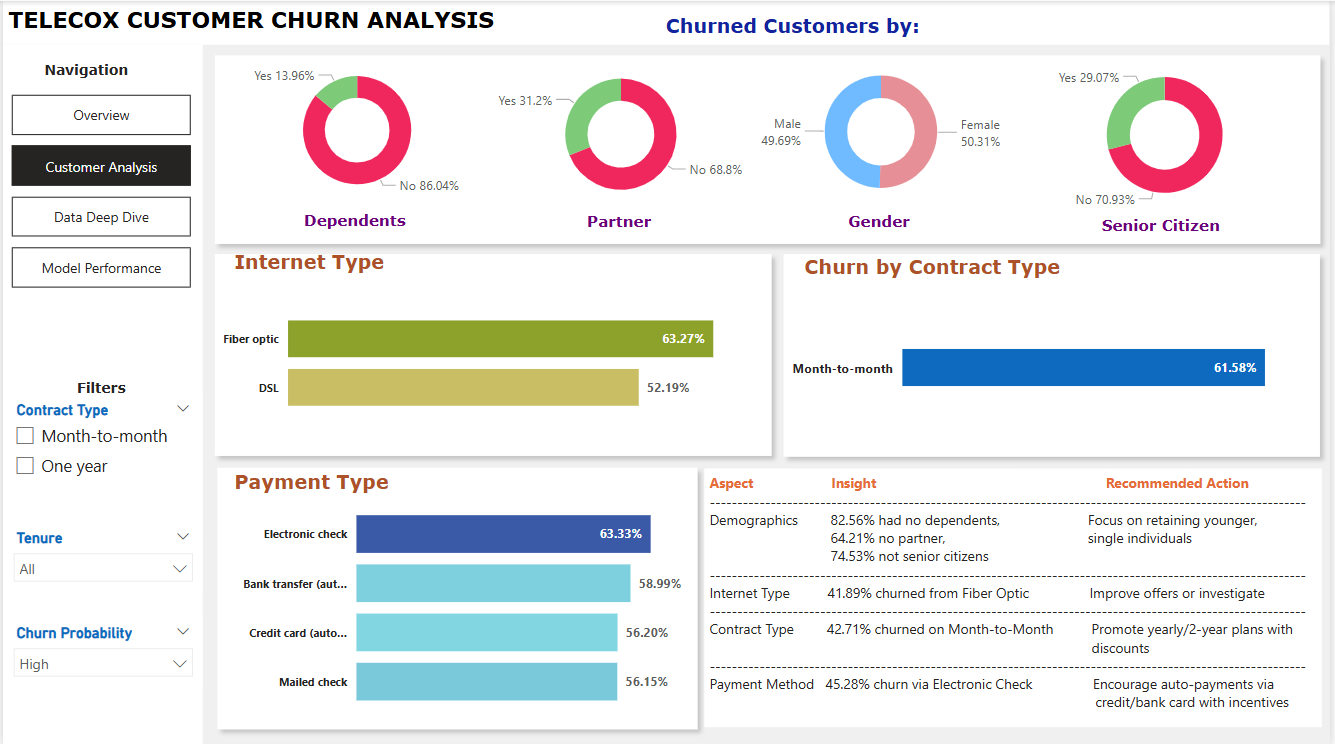 TELECOX CUSTOMER CHURN ANALYSIS
Churned Customers by:
Navigation
Overview
Customer Analysis
Data Deep Dive
Model Performance
Filters
Contract Type
Month-to-month
One year
Tenure
All
Churn Probability
High
Yes 13.96%
No 86.04%
Dependents
Yes 31.2%
No 68.8%
Partner
Male
49.69%
Female
50.31%
Gender
Yes 29.07%
No 70.93%
Senior Citizen
Internet Type
Fiber optic 63.27%
DSL 52.19%
Churn by Contract Type
Month-to-month 61.58%
Payment Type
Electronic check 63.33%
Bank transfer (aut... 58.99%
Credit card (auto... 56.20%
Mailed check 56.15%
Aspect Insight Recommended Action
Demographics 82.56% had no dependents, Focus on retaining younger,
64.21% no partner, single individuals
74.53% not senior citizens
Internet Type 41.89% churned from Fiber Optic Improve offers or investigate
Contract Type 42.71% churned on Month-to-Month Promote yearly/2-year plans with
discounts
Payment Method 45.28% churn via Electronic Check Encourage auto-payments via
credit/bank card with incentives